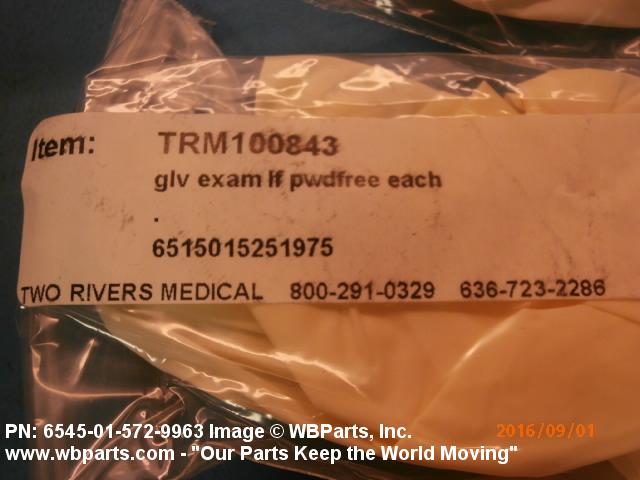 Item: TRM100843
glv exam lf pwdfree each
.
6515015251975
TWO RIVERS MEDICAL 800-291-0329 636-723-2286
PN: 6545-01-572-9963 Image © WBParts, Inc. 2016/09/01
www.wbparts.com - "Our Parts Keep the World Moving"